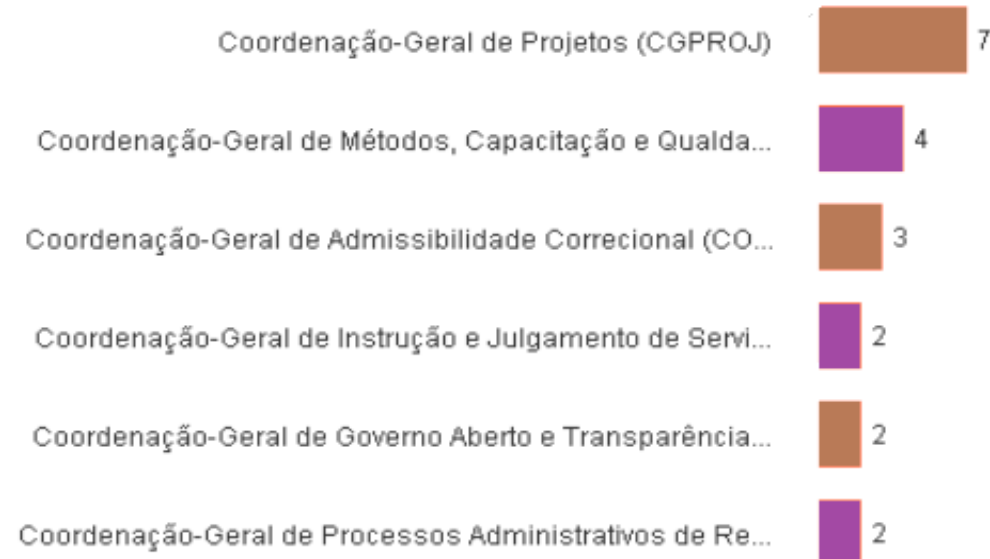 Coordenação-Geral de Projetos (CGPROJ) 7
Coordenação-Geral de Métodos, Capacitação e Qualda... 4
Coordenação-Geral de Admissibilidade Correcional (CO... 3
Coordenação-Geral de Instrução e Julgamento de Servi... 2
Coordenação-Geral de Governo Aberto e Transparência... 2
Coordenação-Geral de Processos Administrativos de Re... 2